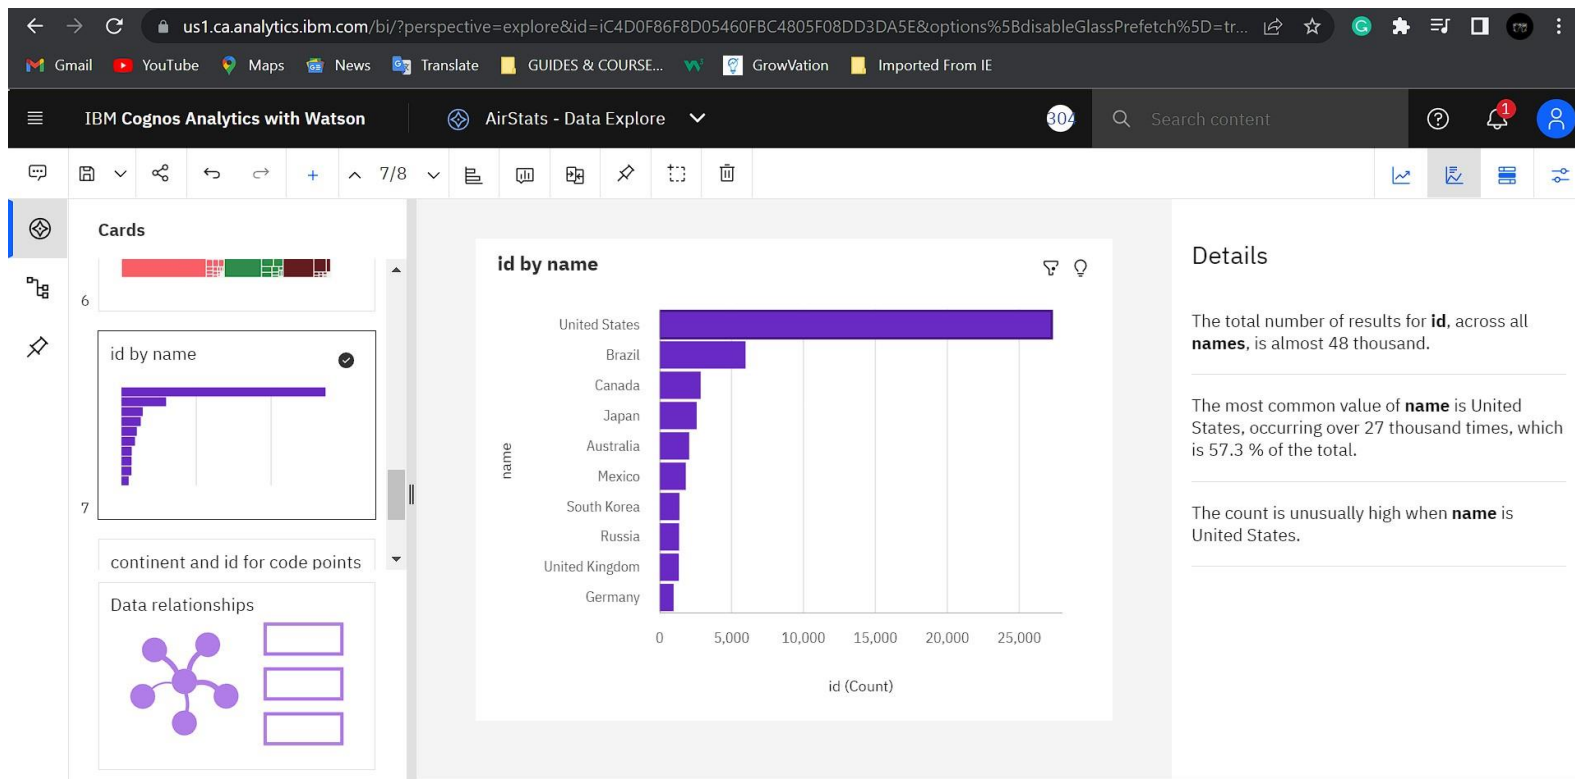 us1.ca.analytics.ibm.com/bi/?perspective=explore&id=iC4D0F86F8D05460FBC4805F08DD3DA5E&options%5BdisableGlassPrefetch%5D=tr...
Gmail YouTube Maps News Translate GUIDES & COURSE... GrowVation Imported From IE
IBM Cognos Analytics with Watson AirStats - Data Explore 304 Search content 1
7/8
Cards
6
id by name
7
continent and id for code points
Data relationships
id by name
United States
Brazil
Canada
Japan
Australia
Mexico
South Korea
Russia
United Kingdom
Germany
name
0 5,000 10,000 15,000 20,000 25,000
id (Count)
Details
The total number of results for id, across all
names, is almost 48 thousand.
The most common value of name is United
States, occurring over 27 thousand times, which
is 57.3 % of the total.
The count is unusually high when name is
United States.